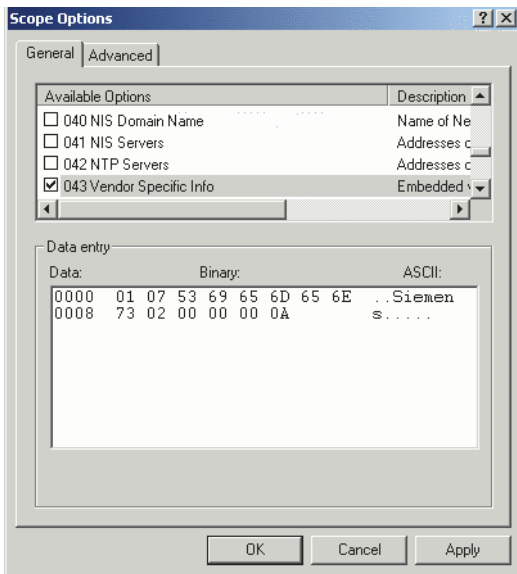 Scope Options
General Advanced
Available Options Description
040 NIS Domain Name Name of Ne
041 NIS Servers Addresses c
042 NTP Servers Addresses c
043 Vendor Specific Info Embedded v
Data entry
Data: Binary: ASCII:
0000 01 07 53 69 65 6D 65 6E ..Siemen
0008 73 02 00 00 00 0A s.....
OK Cancel Apply